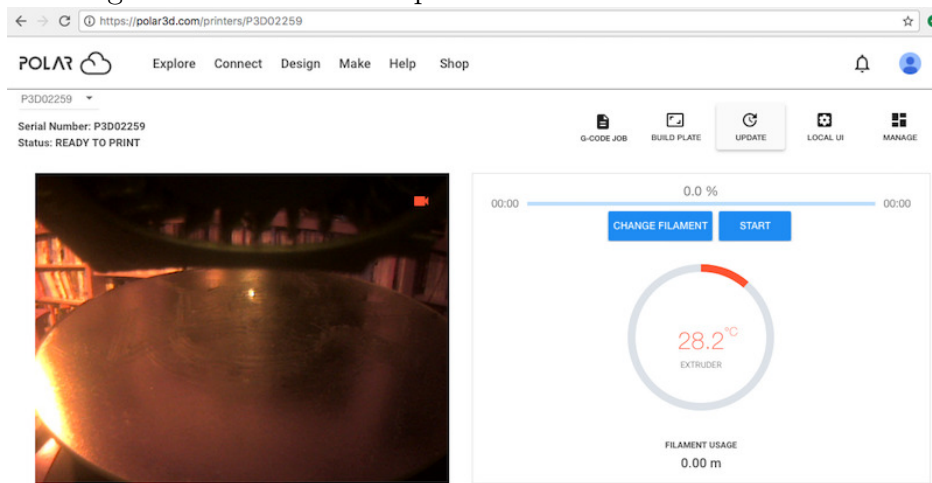 https://polar3d.com/printers/P3D02259
POLAR Explore Connect Design Make Help Shop
P3D02259
Serial Number: P3D02259
Status: READY TO PRINT
G-CODE JOB BUILD PLATE UPDATE LOCAL UI MANAGE
0.0 %
00:00 00:00
CHANGE FILAMENT START
28.2°C
EXTRUDER
FILAMENT USAGE
0.00 m